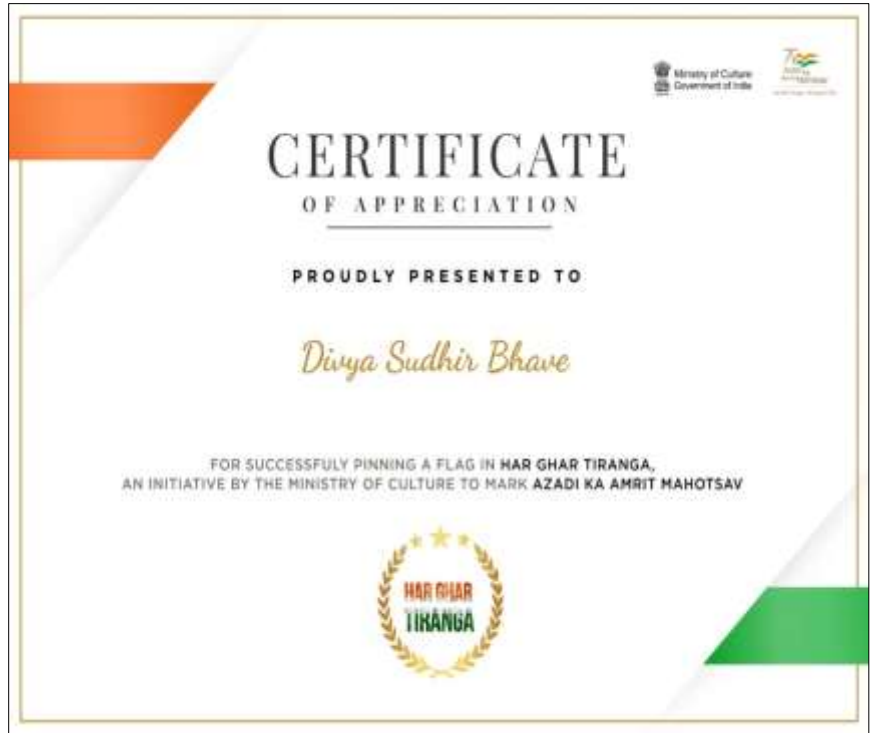 Ministry of Culture
Government of India
CERTIFICATE
OF APPRECIATION
PROUDLY PRESENTED TO
Divya Sudhir Bhave
FOR SUCCESSFULY PINNING A FLAG IN HAR GHAR TIRANGA,
AN INITIATIVE BY THE MINISTRY OF CULTURE TO MARK AZADI KA AMRIT MAHOTSAV
HAR GHAR
TIRANGA